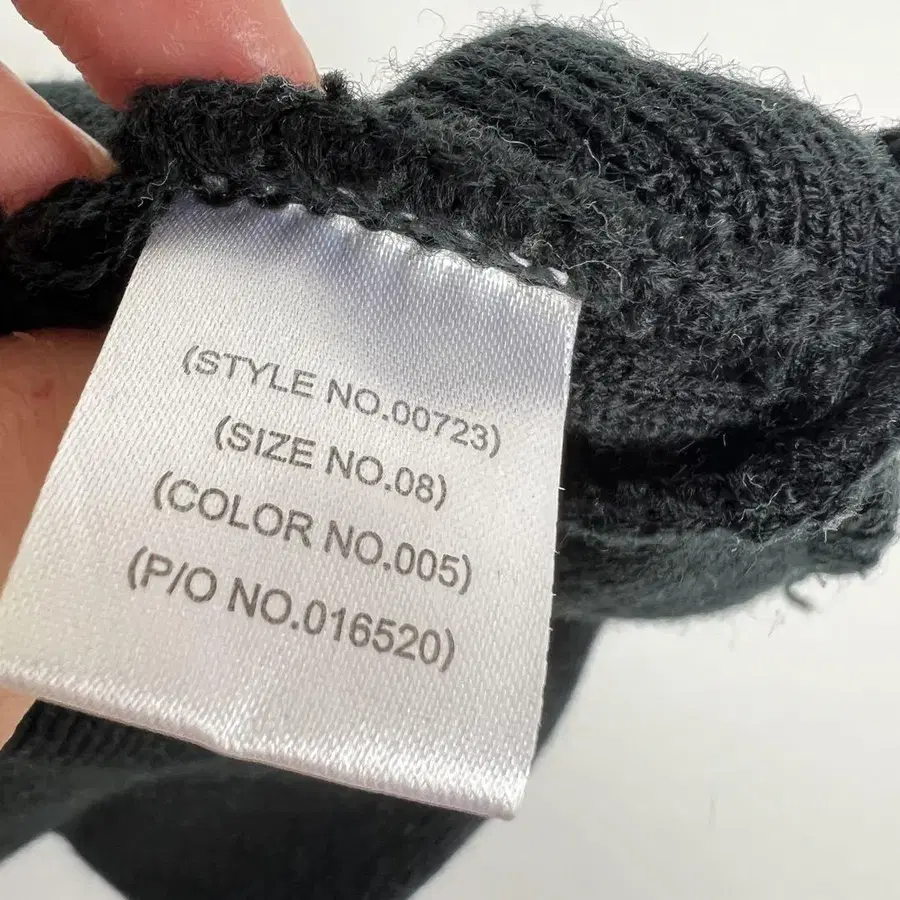 (STYLE NO.00723)
(SIZE NO.08)
(COLOR NO.005)
(P/O NO.016520)